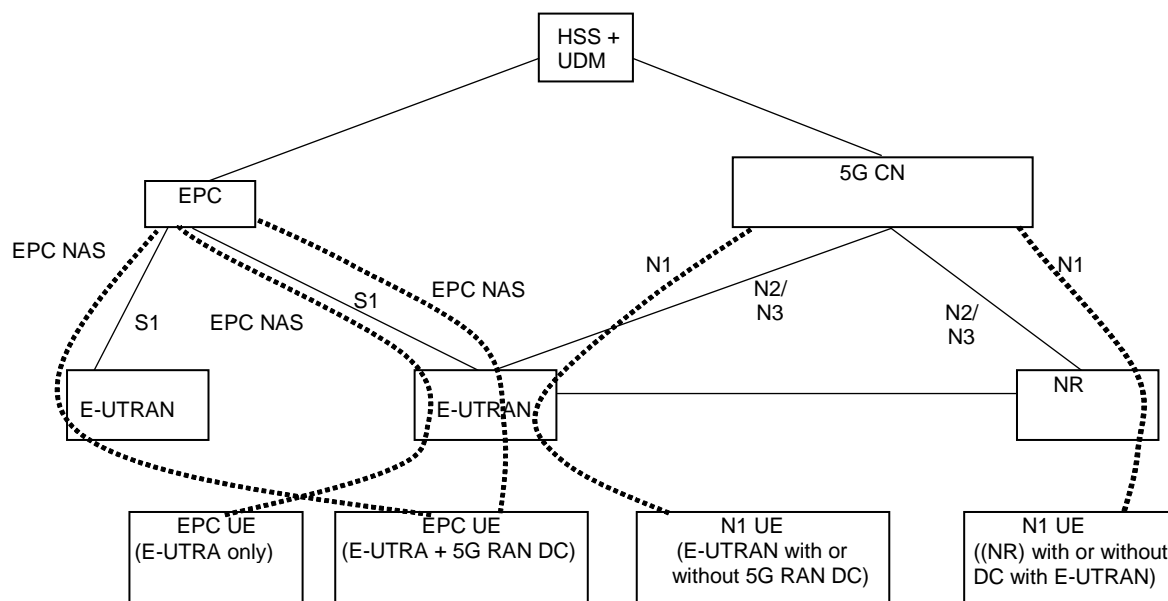 HSS +
UDM
EPC
5G CN
EPC NAS
N1
N1
S1
EPC NAS
N2/
N3
S1
EPC NAS
N2/
N3
E-UTRAN
E-UTRAN
NR
EPC UE
(E-UTRA only)
EPC UE
(E-UTRA + 5G RAN DC)
N1 UE
(E-UTRAN with or
without 5G RAN DC)
N1 UE
((NR) with or without
DC with E-UTRAN)